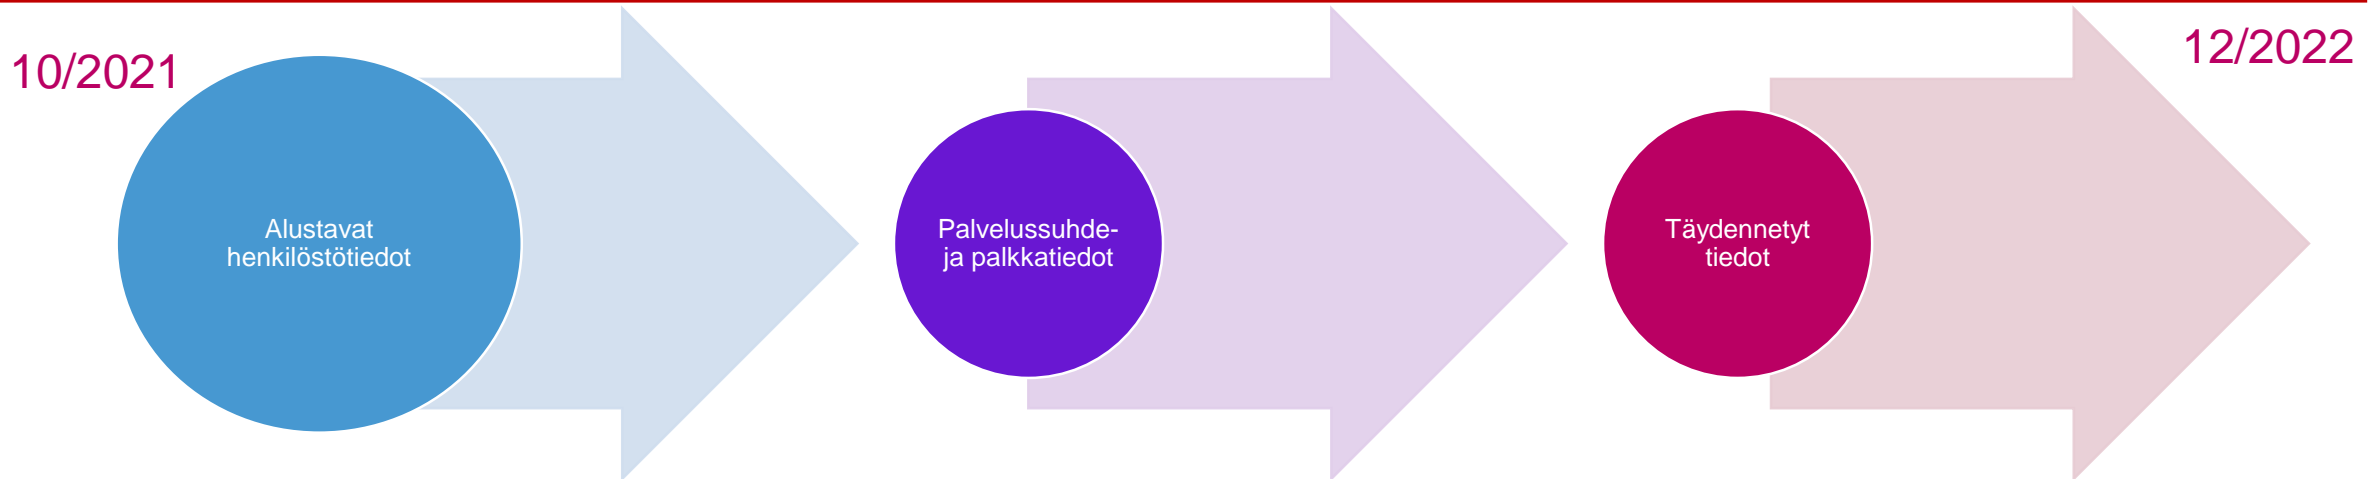 10/2021
12/2022
Alustavat
henkilöstötiedot
Palvelussuhde-
ja palkkatiedot
Täydennetyt
tiedot